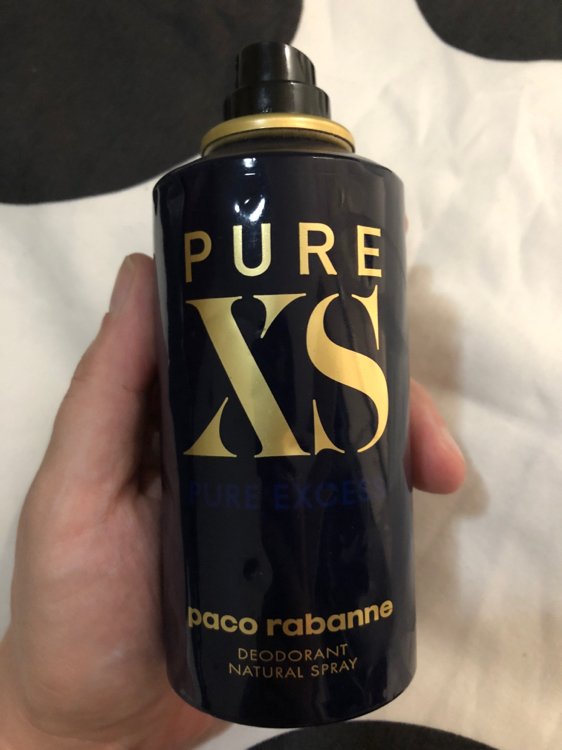 PURE
XS
PURE EXCESS
paco rabanne
DEODORANT
NATURAL SPRAY